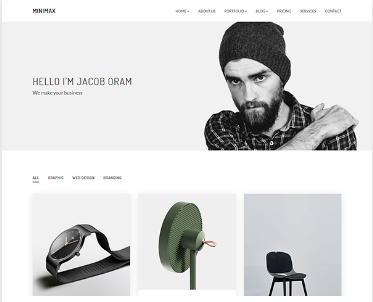 MINIMAX
HOME ABOUT US PORTFOLIO BLOG PRICING SERVICES CONTACT
HELLO I'M JACOB ORAM
We make your business
ALL GRAPHIC WEB DESIGN BRANDING